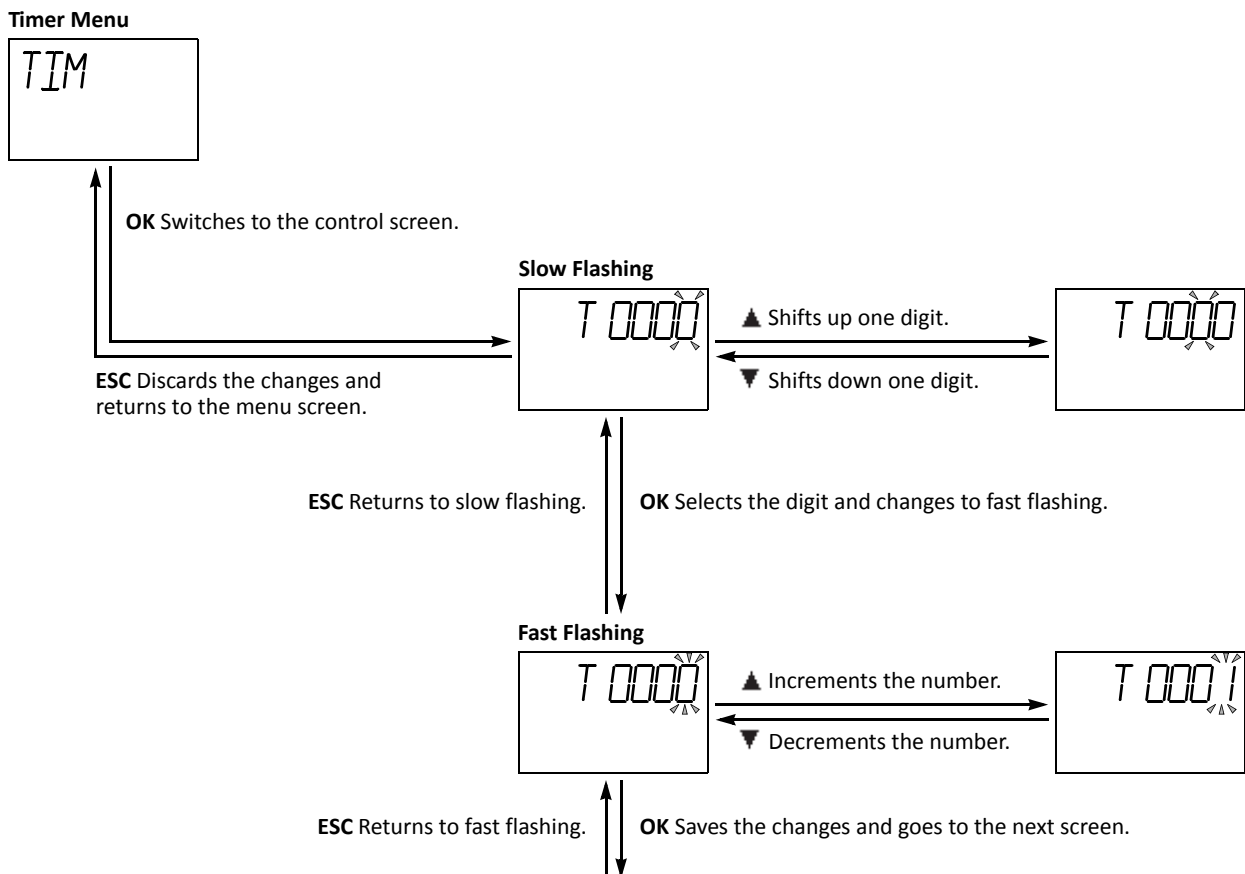 Timer Menu
TIM
OK Switches to the control screen.
Slow Flashing
T 0000
▲ Shifts up one digit.
T 0000
ESC Discards the changes and
returns to the menu screen.
▼ Shifts down one digit.
ESC Returns to slow flashing.
OK Selects the digit and changes to fast flashing.
Fast Flashing
T 0000
▲ Increments the number.
T 0001
▼ Decrements the number.
ESC Returns to fast flashing.
OK Saves the changes and goes to the next screen.